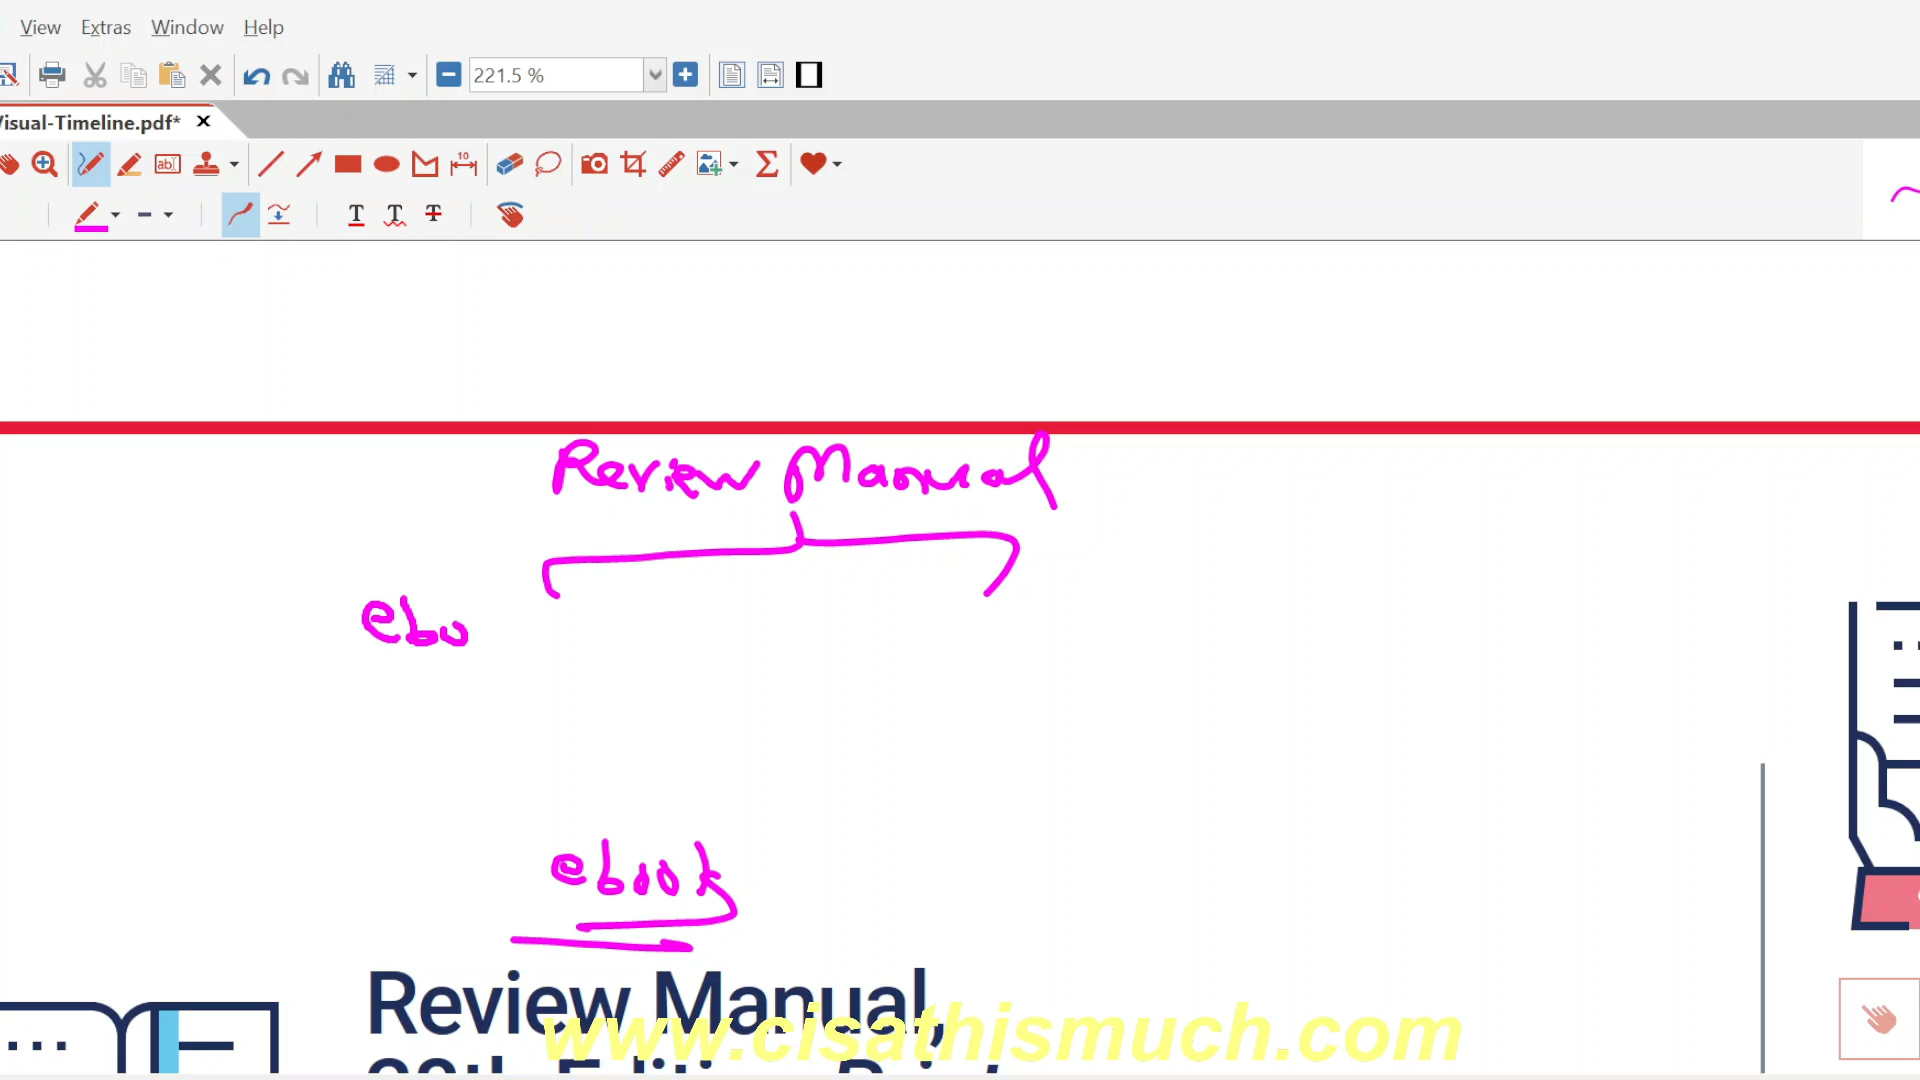 View Extras Window Help
221.5 %
isual-Timeline.pdf* 
Review Manual
ebo
ebook
Review Manual,
www.cisathismuch.com